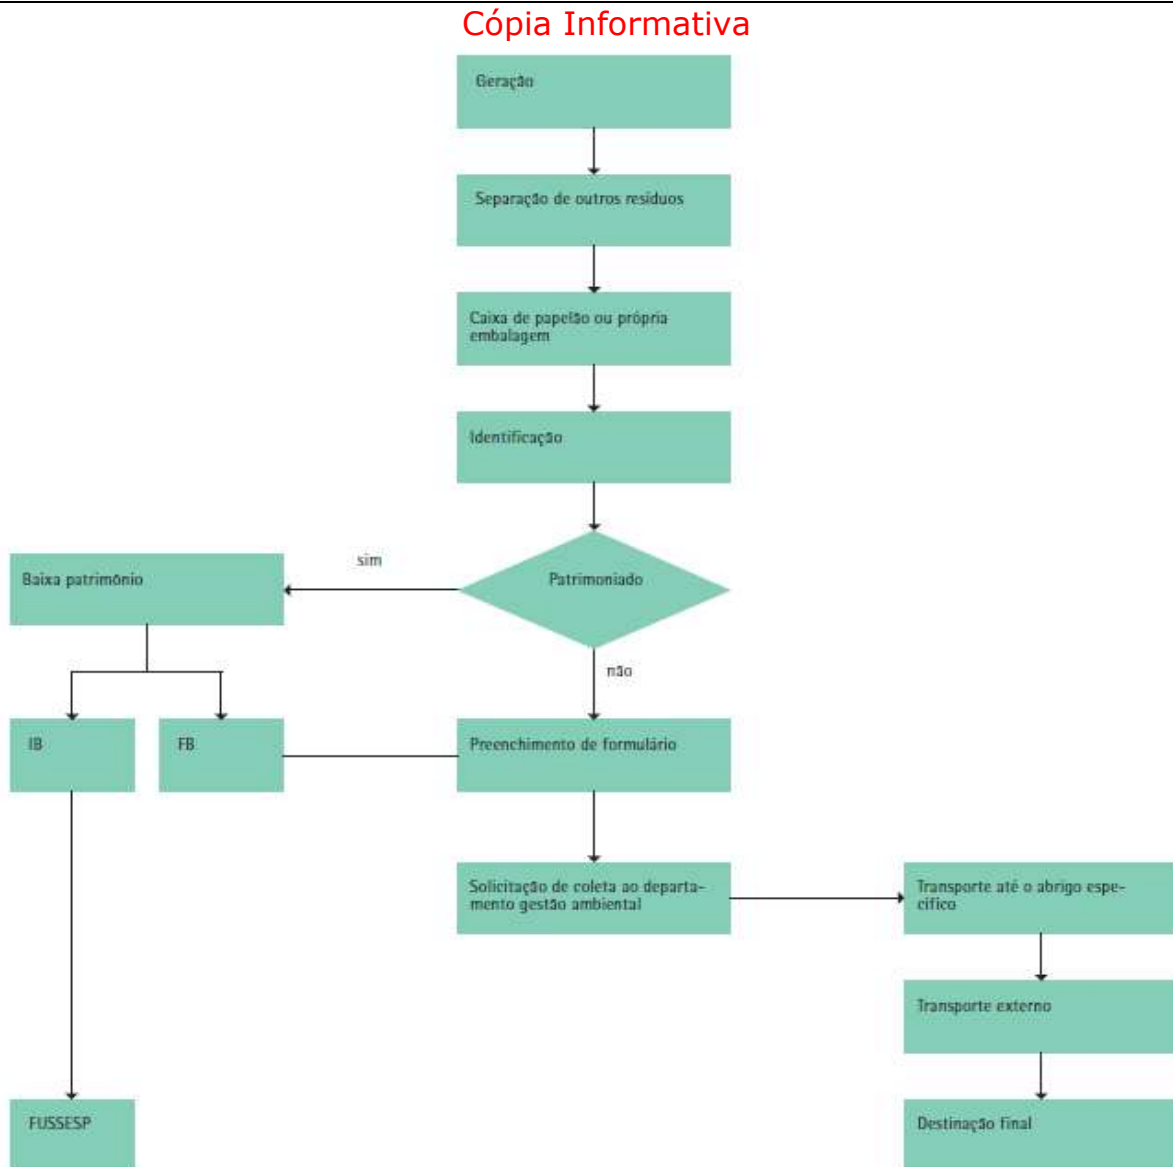 Cópia Informativa
Geração
Separação de outros resíduos
Caixa de papelão ou própria
embalagem
Identificação
sim
Baixa patrimônio
Patrimoniado
não
IB
FB
Preenchimento de formulário
Solicitação de coleta ao departa-
mento gestão ambiental
Transporte até o abrigo espe-
cífico
Transporte externo
FUSSESP
Destinação final